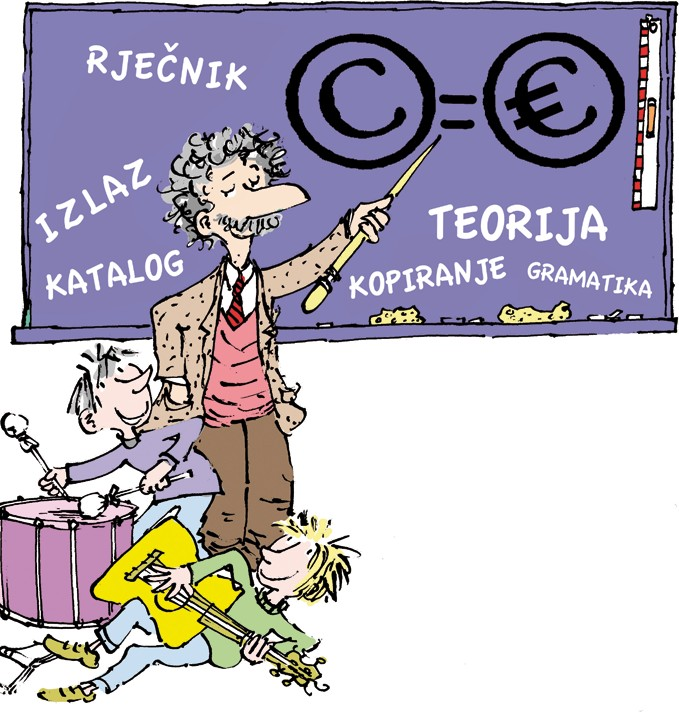 RJEČNIK
© = €
IZLAZ
KATALOG
TEORIJA
KOPIRANJE
GRAMATIKA